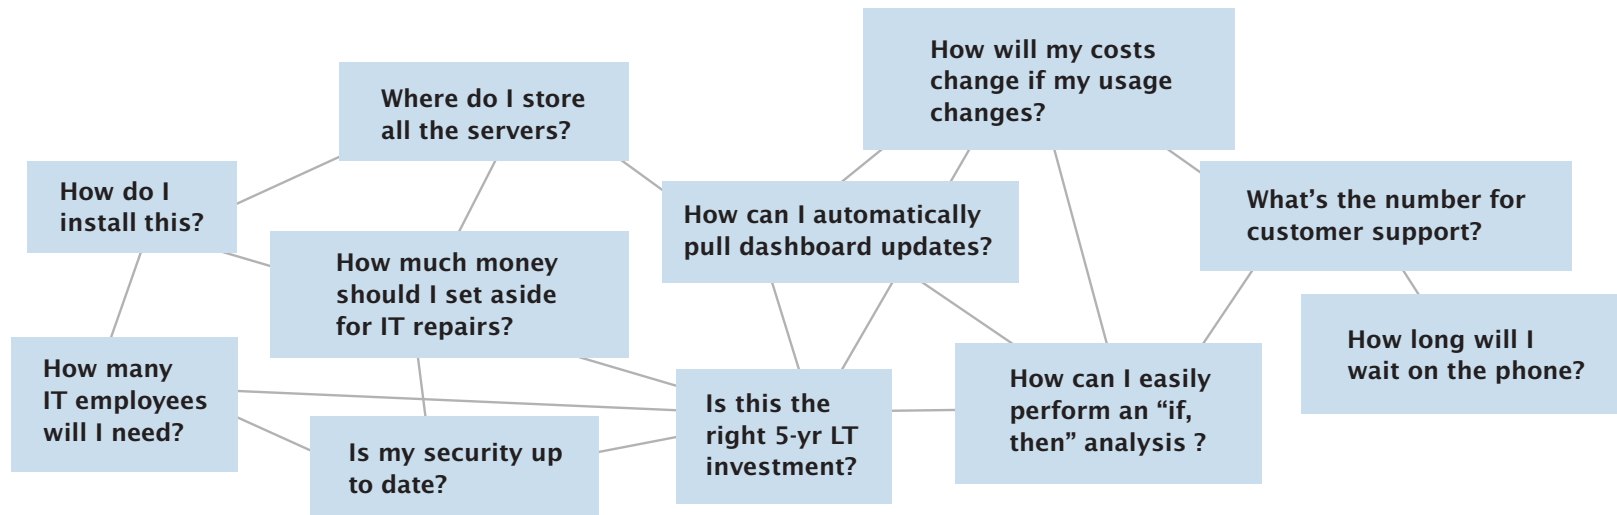 How will my costs
change if my usage
changes?
Where do I store
all the servers?
How do I
install this?
How can I automatically
pull dashboard updates?
What’s the number for
customer support?
How much money
should I set aside
for IT repairs?
How long will I
wait on the phone?
How many
IT employees
will I need?
Is this the
right 5-yr LT
investment?
How can I easily
perform an “if,
then” analysis ?
Is my security up
to date?